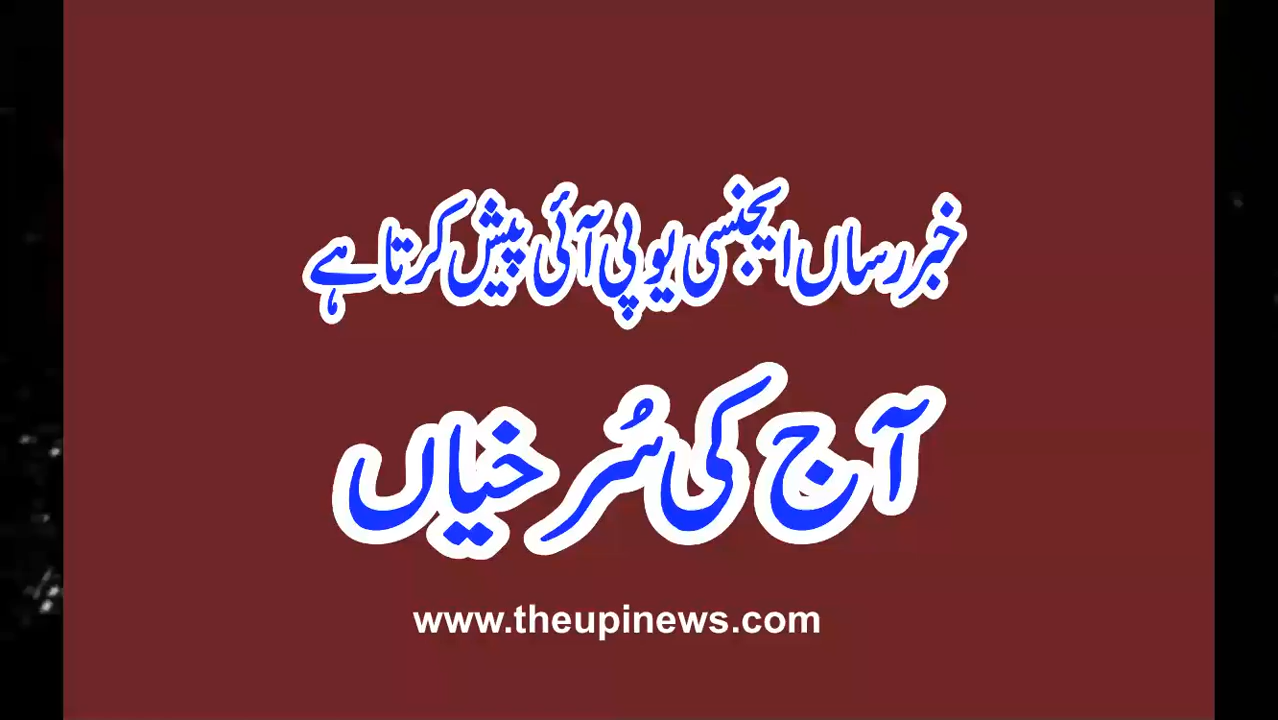 خبر رساں ایجنسی یو پی آئی پیش کرتا ہے
آج کی سُرخیاں
www.theupinews.com